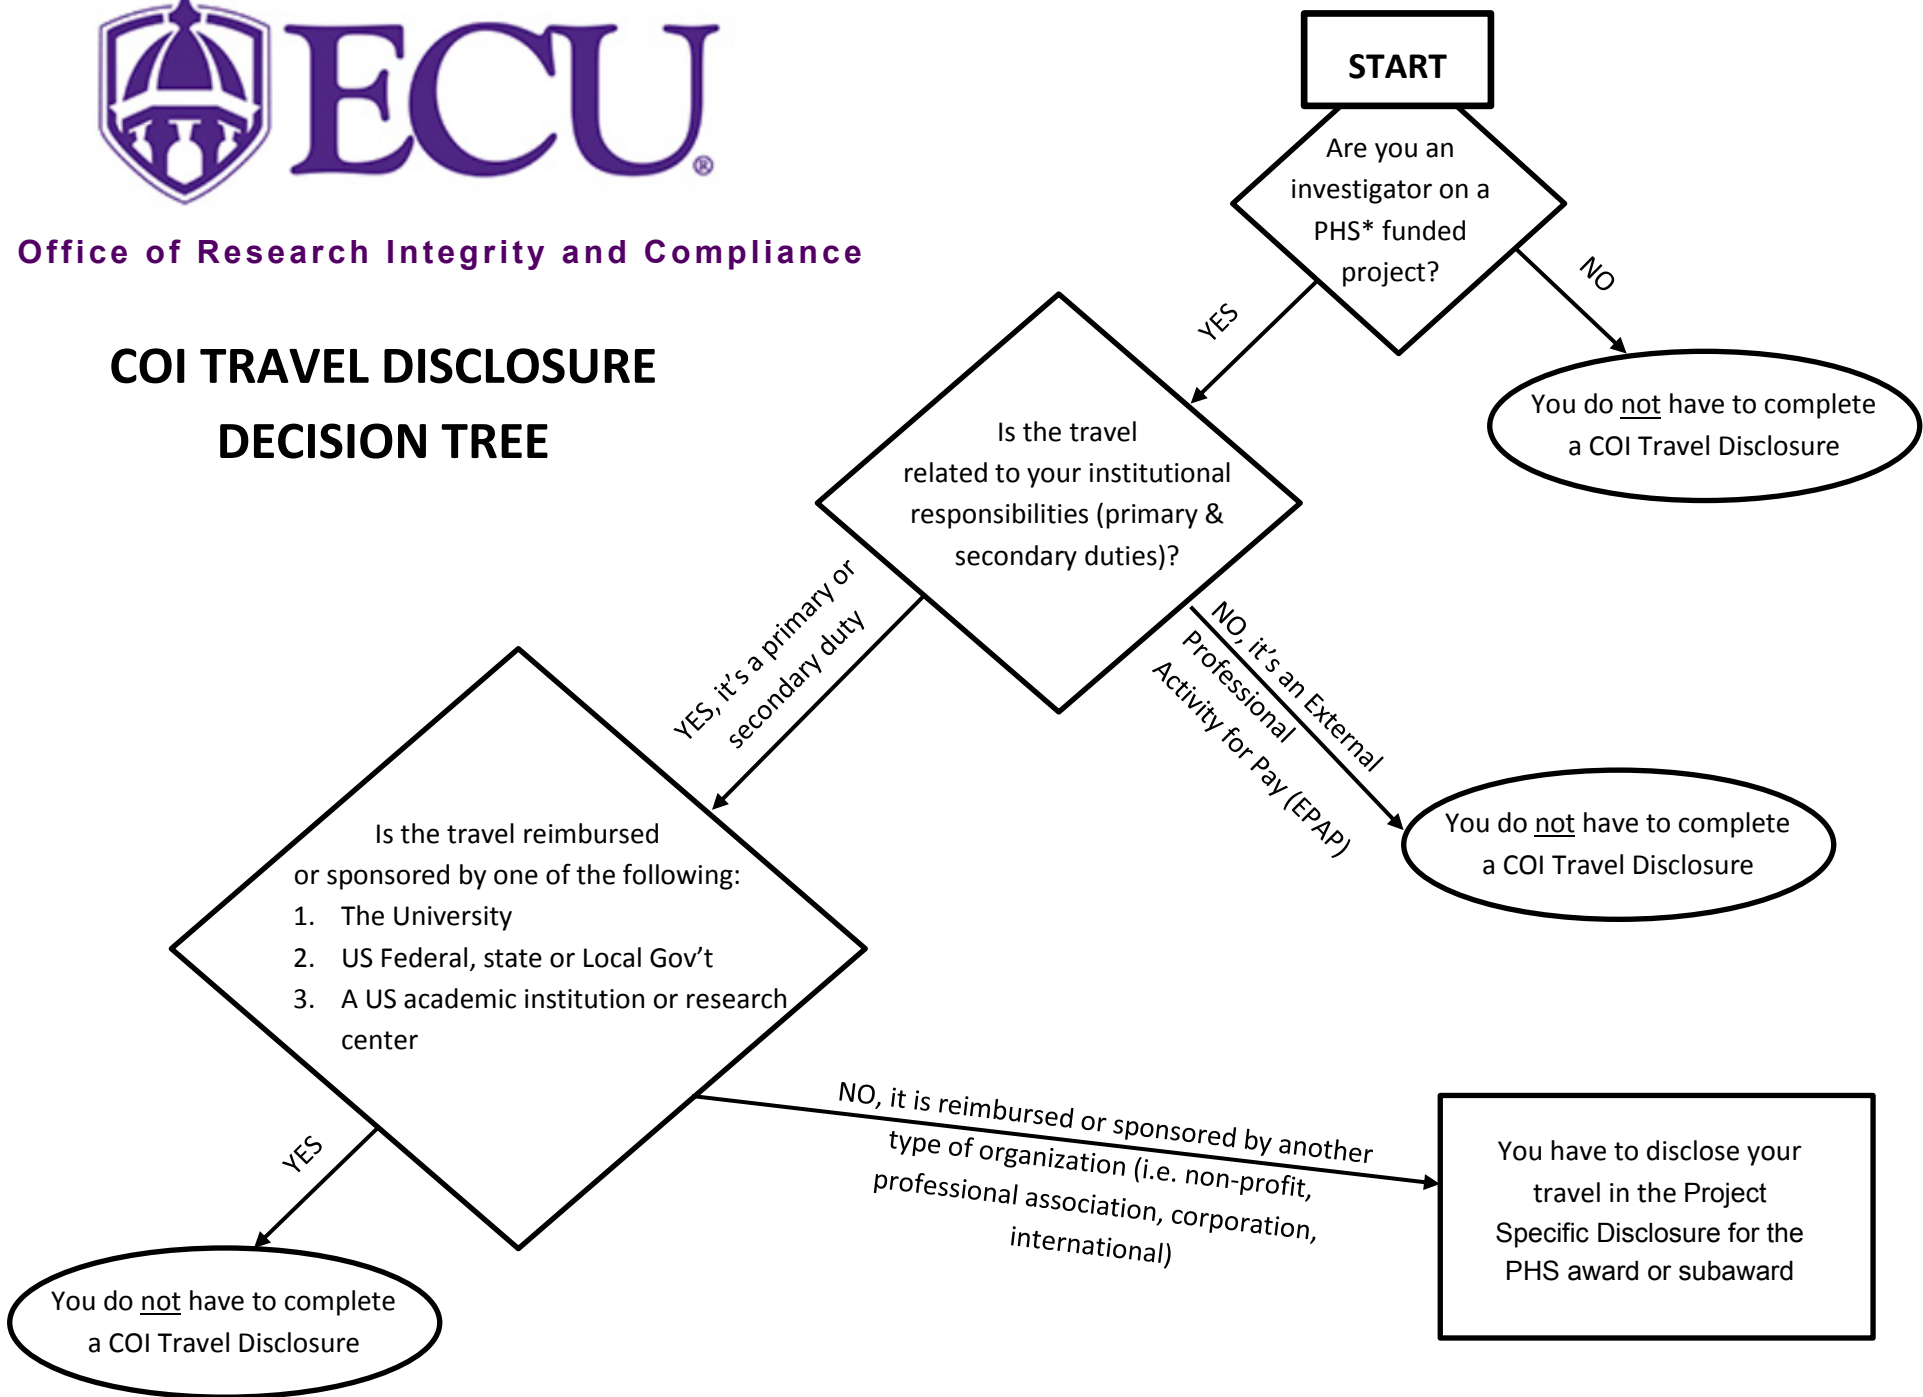 ECU®
Office of Research Integrity and Compliance
COI TRAVEL DISCLOSURE
DECISION TREE
START
Are you an
investigator on a
PHS* funded
project?
NO
YES
You do not have to complete
a COI Travel Disclosure
Is the travel
related to your institutional
responsibilities (primary &
secondary duties)?
YES, it's a primary or
secondary duty
NO, it's an External
Professional
Activity for Pay (EPAP)
You do not have to complete
a COI Travel Disclosure
Is the travel reimbursed
or sponsored by one of the following:
1. The University
2. US Federal, state or Local Gov't
3. A US academic institution or research
center
YES
NO, it is reimbursed or sponsored by another
type of organization (i.e. non-profit,
professional association, corporation,
international)
You have to disclose your
travel in the Project
Specific Disclosure for the
PHS award or subaward
You do not have to complete
a COI Travel Disclosure